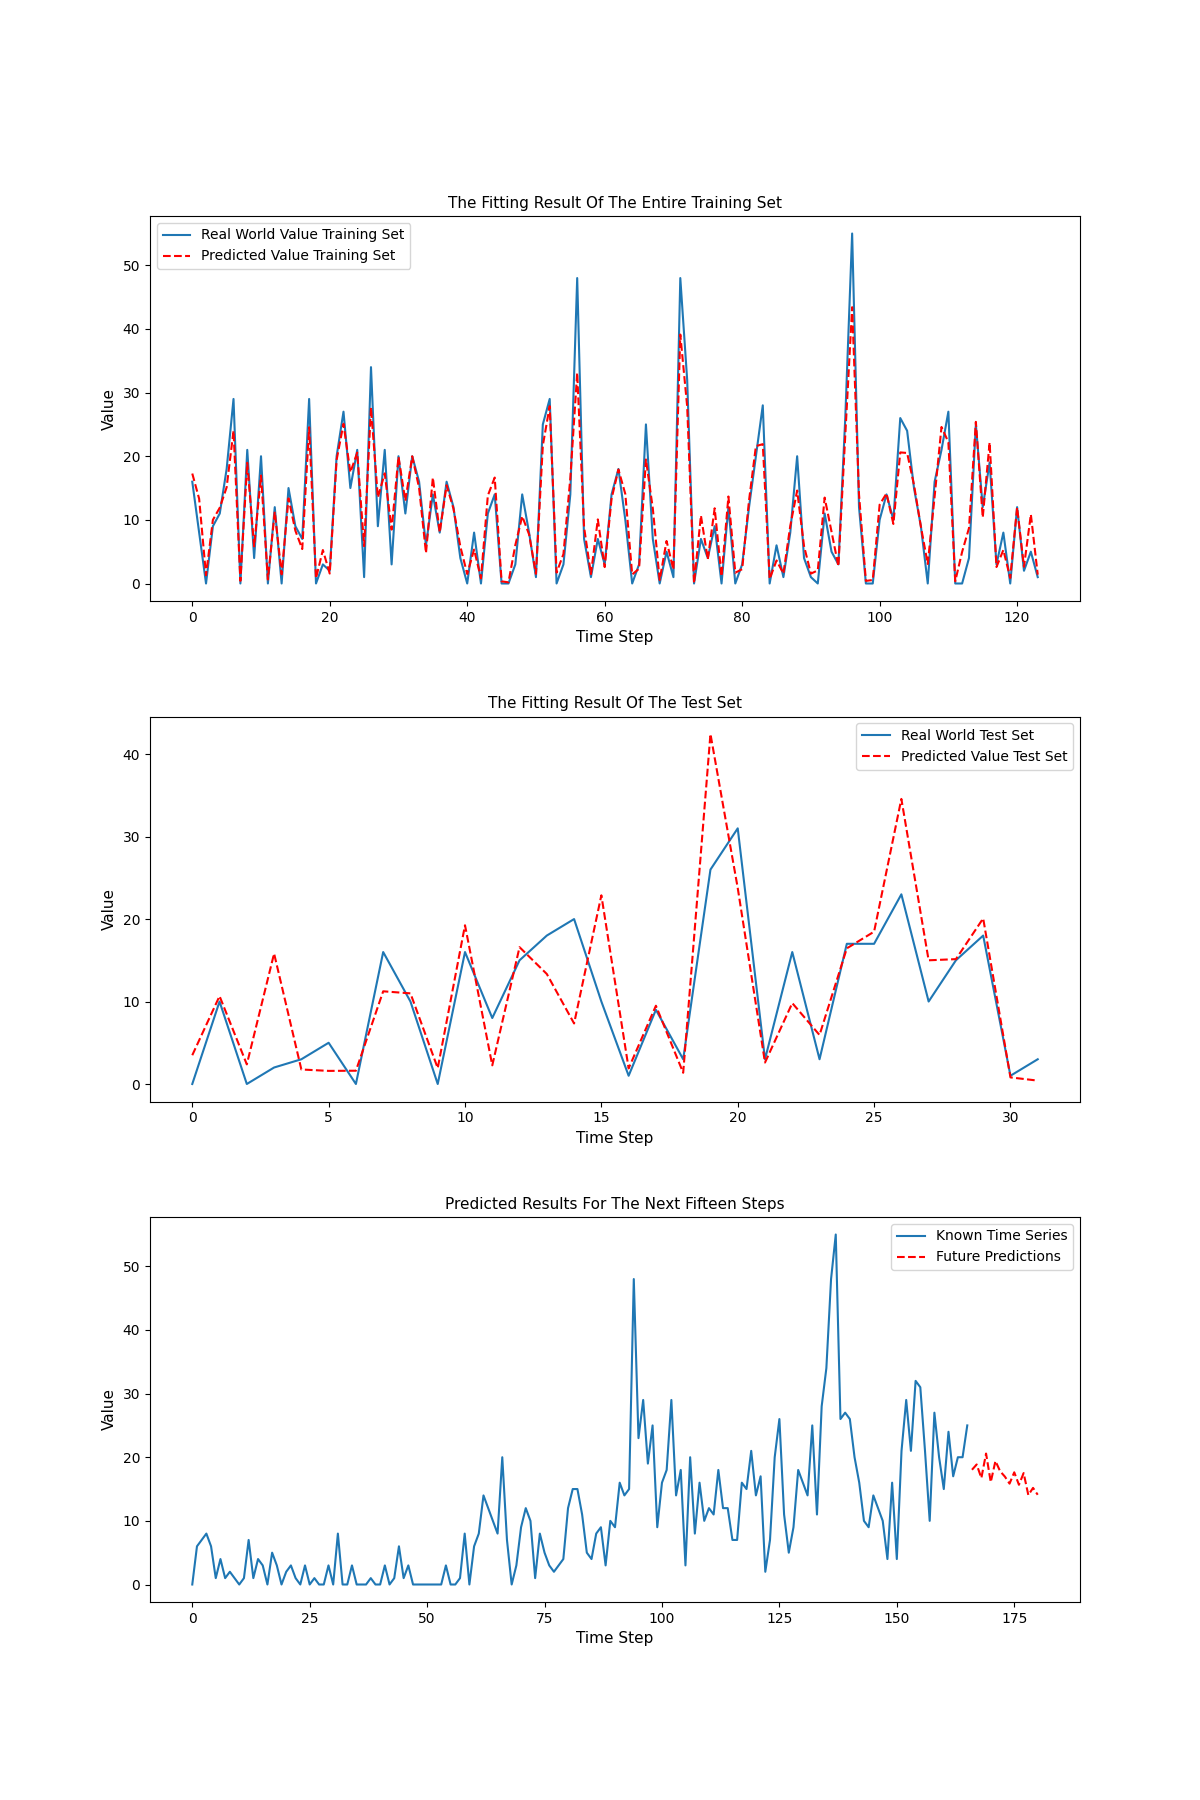 The Fitting Result Of The Entire Training Set
Real World Value Training Set
Predicted Value Training Set
Value
50
40
30
20
10
0
0 20 40 60 80 100 120
Time Step
The Fitting Result Of The Test Set
Real World Test Set
Predicted Value Test Set
Value
40
30
20
10
0
0 5 10 15 20 25 30
Time Step
Predicted Results For The Next Fifteen Steps
Known Time Series
Future Predictions
Value
50
40
30
20
10
0
0 25 50 75 100 125 150 175
Time Step